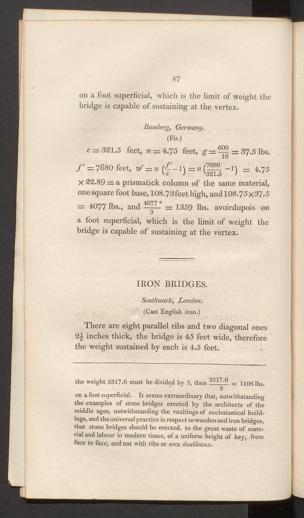 47
on a foot superficial, which is the limit of weight the
bridge is capable of sustaining at the vertex.
Bamberg, Germany.
(Fir.)
c = 321.5 feet, n = 4.75 feet, g = 600/16 = 37.5 lbs.
f' = 7680 feet, w' = n (f'/c − 1) = n (7680/321.5 − 1) = 4.75
× 22.89 = a prismatick column of the same material,
one square foot base, 108.73 feet high, and 108.75 × 37.5
= 4077 lbs., and 4077*/3 = 1359 lbs. avoirdupois on
a foot superficial, which is the limit of weight the
bridge is capable of sustaining at the vertex.
IRON BRIDGES.
Southwark, London.
(Cast English iron.)
There are eight parallel ribs and two diagonal ones
2½ inches thick, the bridge is 45 feet wide, therefore
the weight sustained by each is 4.5 feet.
the weight 3317.6 must be divided by 3, then 3317.6/3 = 1106 lbs.
on a foot superficial. It seems extraordinary that, notwithstanding
the examples of stone bridges erected by the architects of the
middle ages, notwithstanding the vaultings of ecclesiastical build-
ings, and the universal practice in respect to wooden and iron bridges,
that stone bridges should be erected, to the great waste of mate-
rial and labour in modern times, of a uniform height of key, from
face to face, and not with ribs or arcs doubleaux.